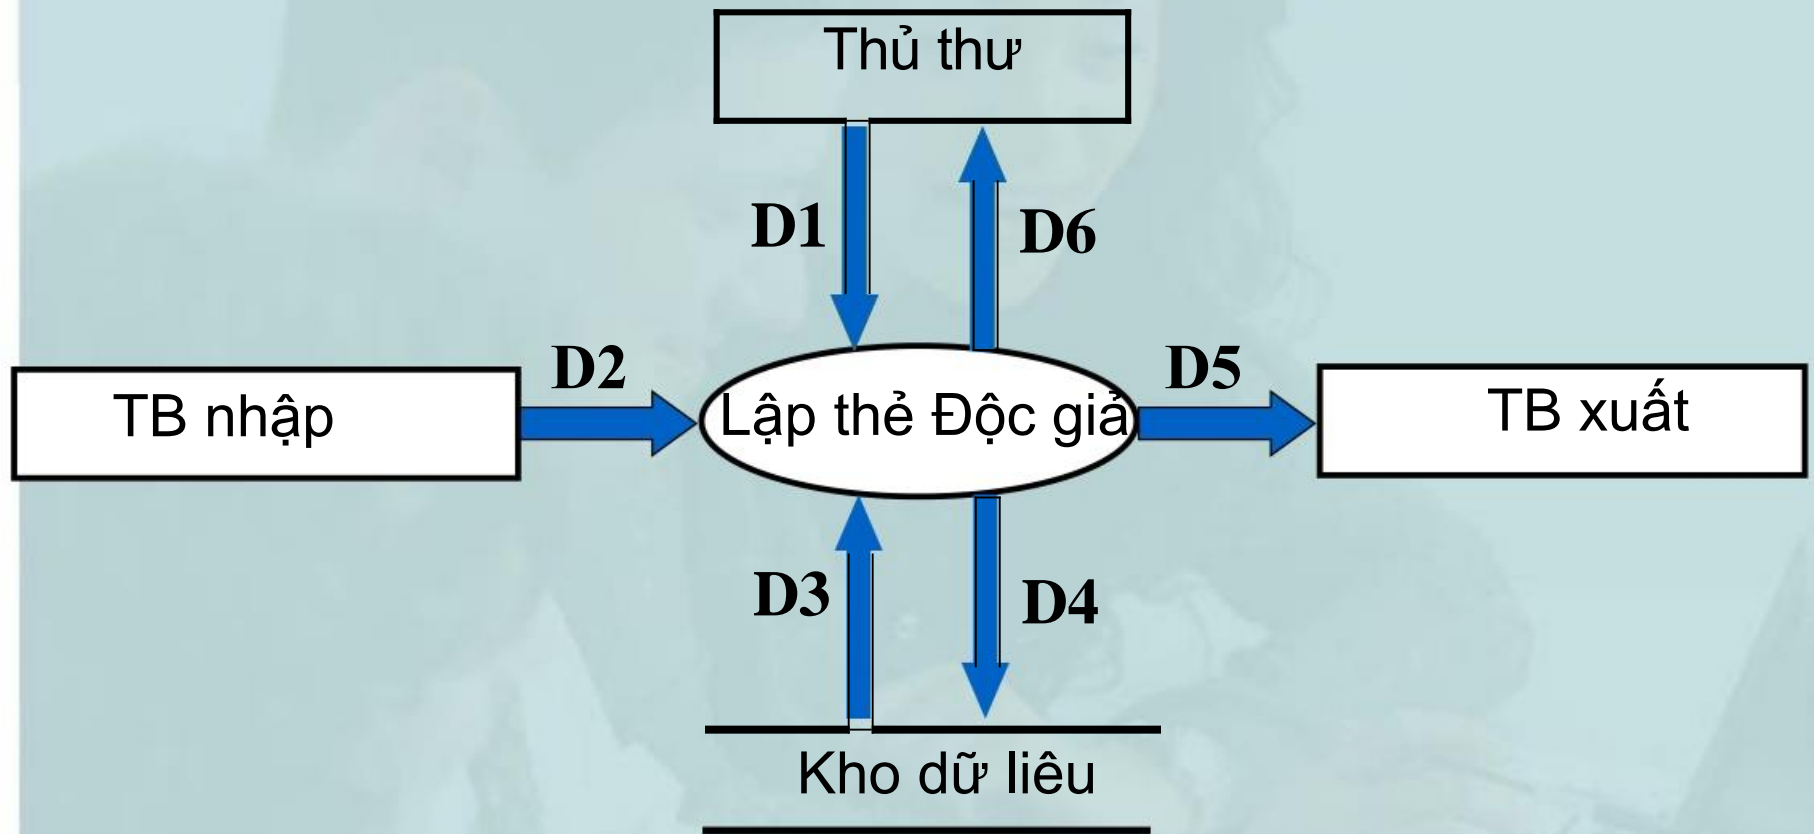 Thủ thư
D1
D6
D2
D5
TB nhập
Lập thẻ Độc giả
TB xuất
D3
D4
Kho dữ liêu